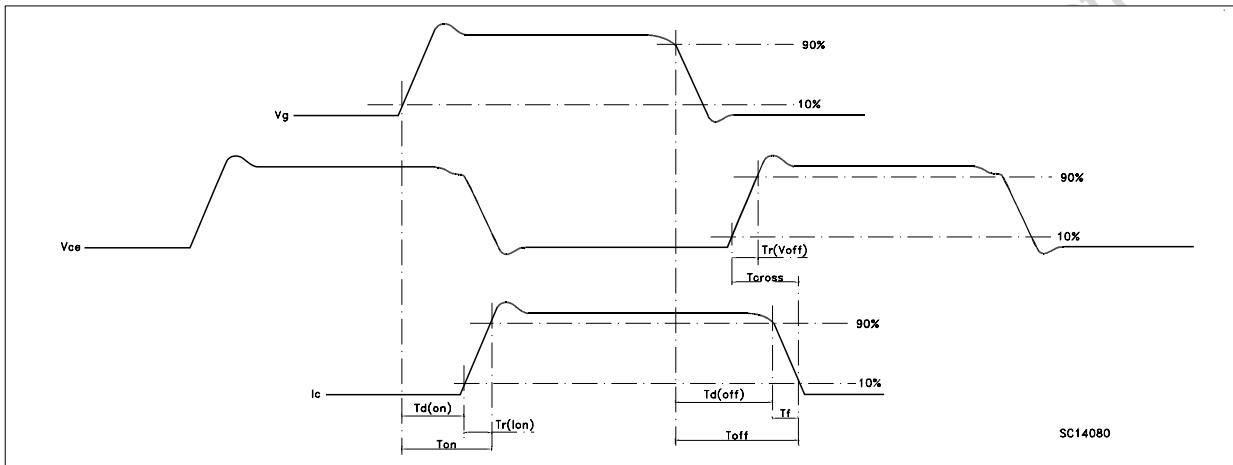 90%
10%
Vg
90%
Vce
10%
Tr(Voff)
Tcross
90%
10%
Ic
Td(on)
Td(off)
Tr(Ion)
Tf
Ton
Toff
SC14080